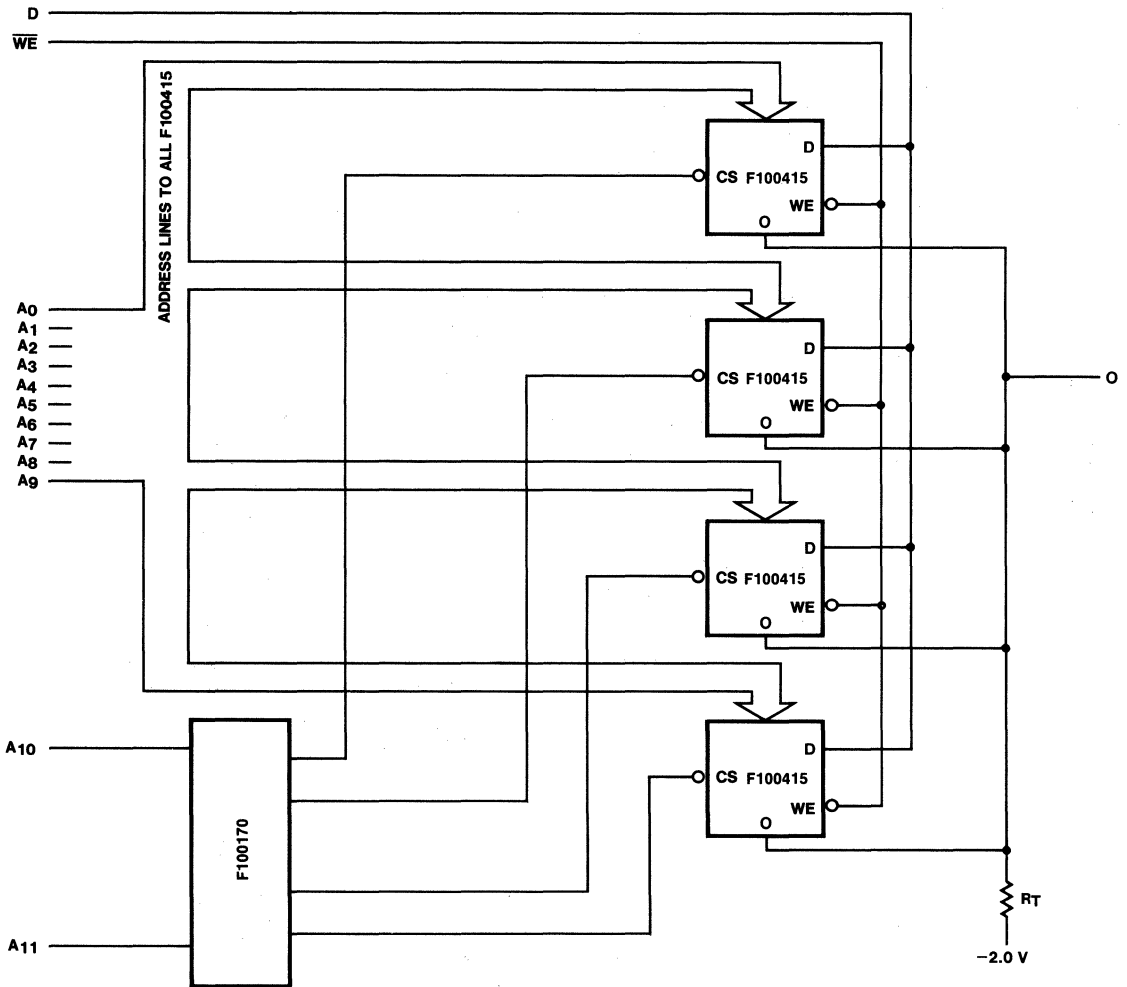 D
WE
ADDRESS LINES TO ALL F100415
D
CS F100415
WE
O
A0
A1
A2
A3
A4
A5
A6
A7
A8
A9
D
CS F100415
WE
O
O
D
CS F100415
WE
O
A10
A11
F100170
D
CS F100415
WE
O
RT
−2.0 V